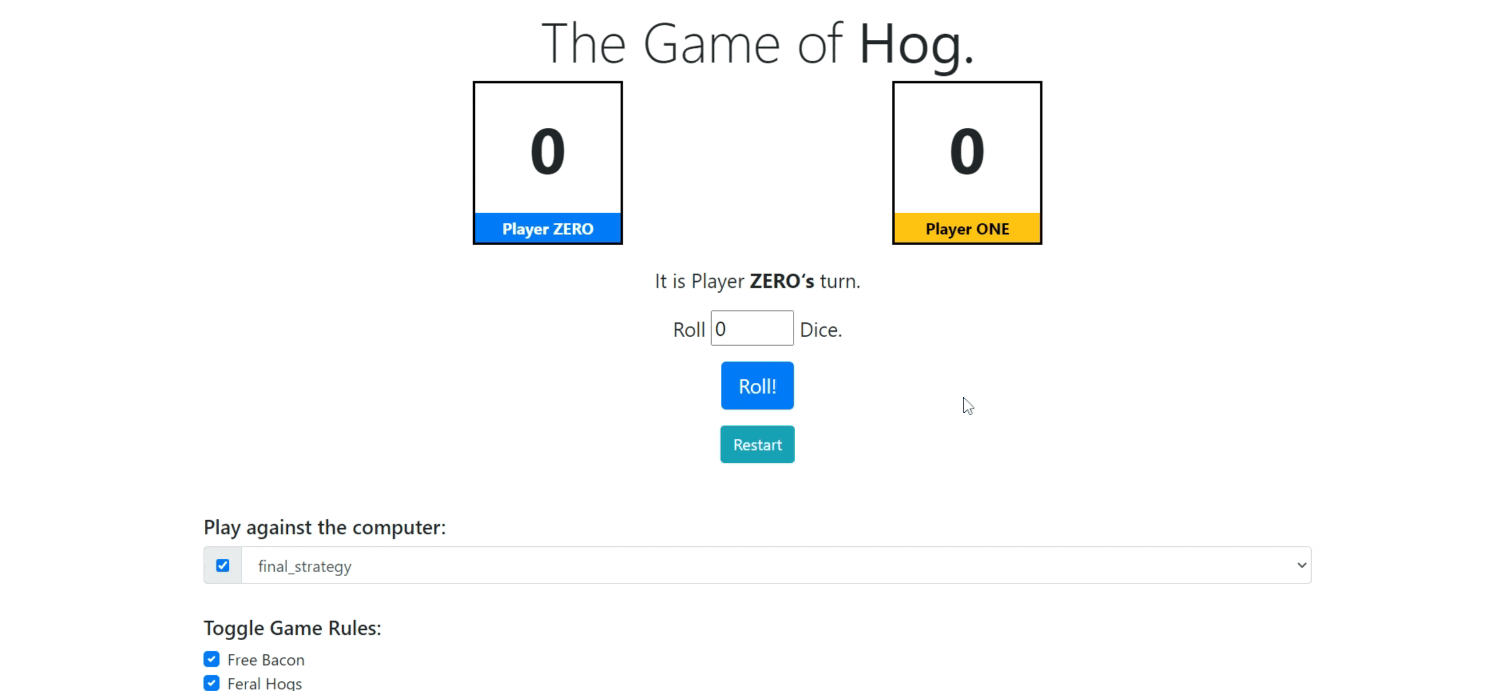 The Game of Hog.
0
Player ZERO
0
Player ONE
It is Player ZERO‘s turn.
Roll 0 Dice.
Roll!
Restart
Play against the computer:
final_strategy
Toggle Game Rules:
Free Bacon
Feral Hogs